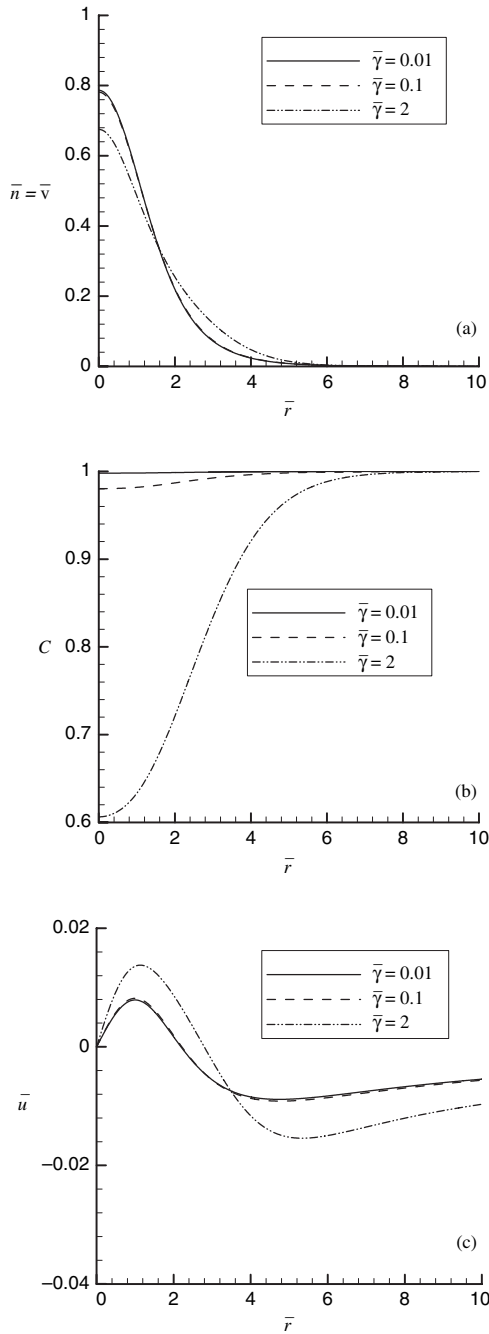 1
0.8
0.6
n̄ = v̄
0.4
0.2
0
0 2 4 6 8 10
r̄
γ̄ = 0.01
γ̄ = 0.1
γ̄ = 2
(a)
1
0.9
C
0.8
0.7
0.6
0 2 4 6 8 10
r̄
γ̄ = 0.01
γ̄ = 0.1
γ̄ = 2
(b)
0.02
0
ū
−0.02
−0.04
0 2 4 6 8 10
r̄
γ̄ = 0.01
γ̄ = 0.1
γ̄ = 2
(c)